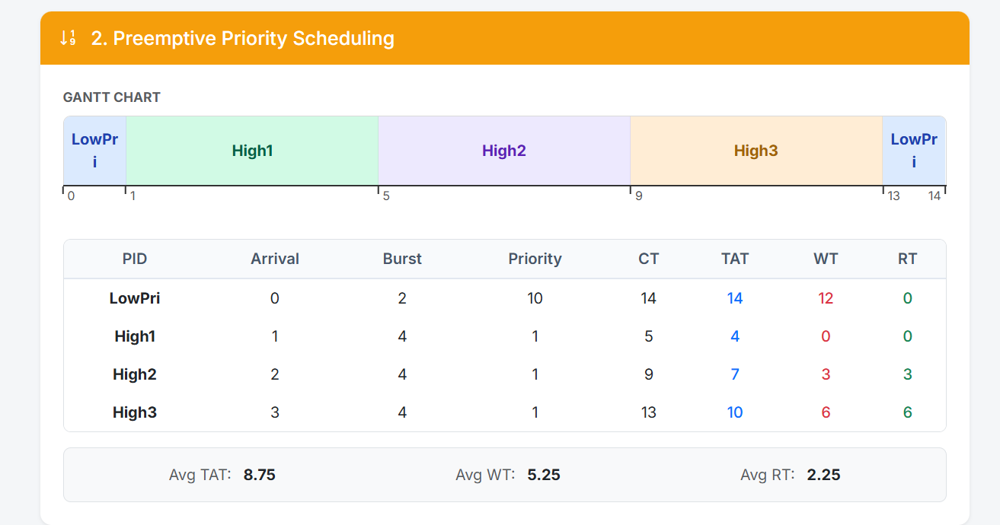 2. Preemptive Priority Scheduling
GANTT CHART
LowPr
i
High1
High2
High3
LowPr
i
0 1 5 9 13 14
PID Arrival Burst Priority CT TAT WT RT
LowPri 0 2 10 14 14 12 0
High1 1 4 1 5 4 0 0
High2 2 4 1 9 7 3 3
High3 3 4 1 13 10 6 6
Avg TAT: 8.75 Avg WT: 5.25 Avg RT: 2.25